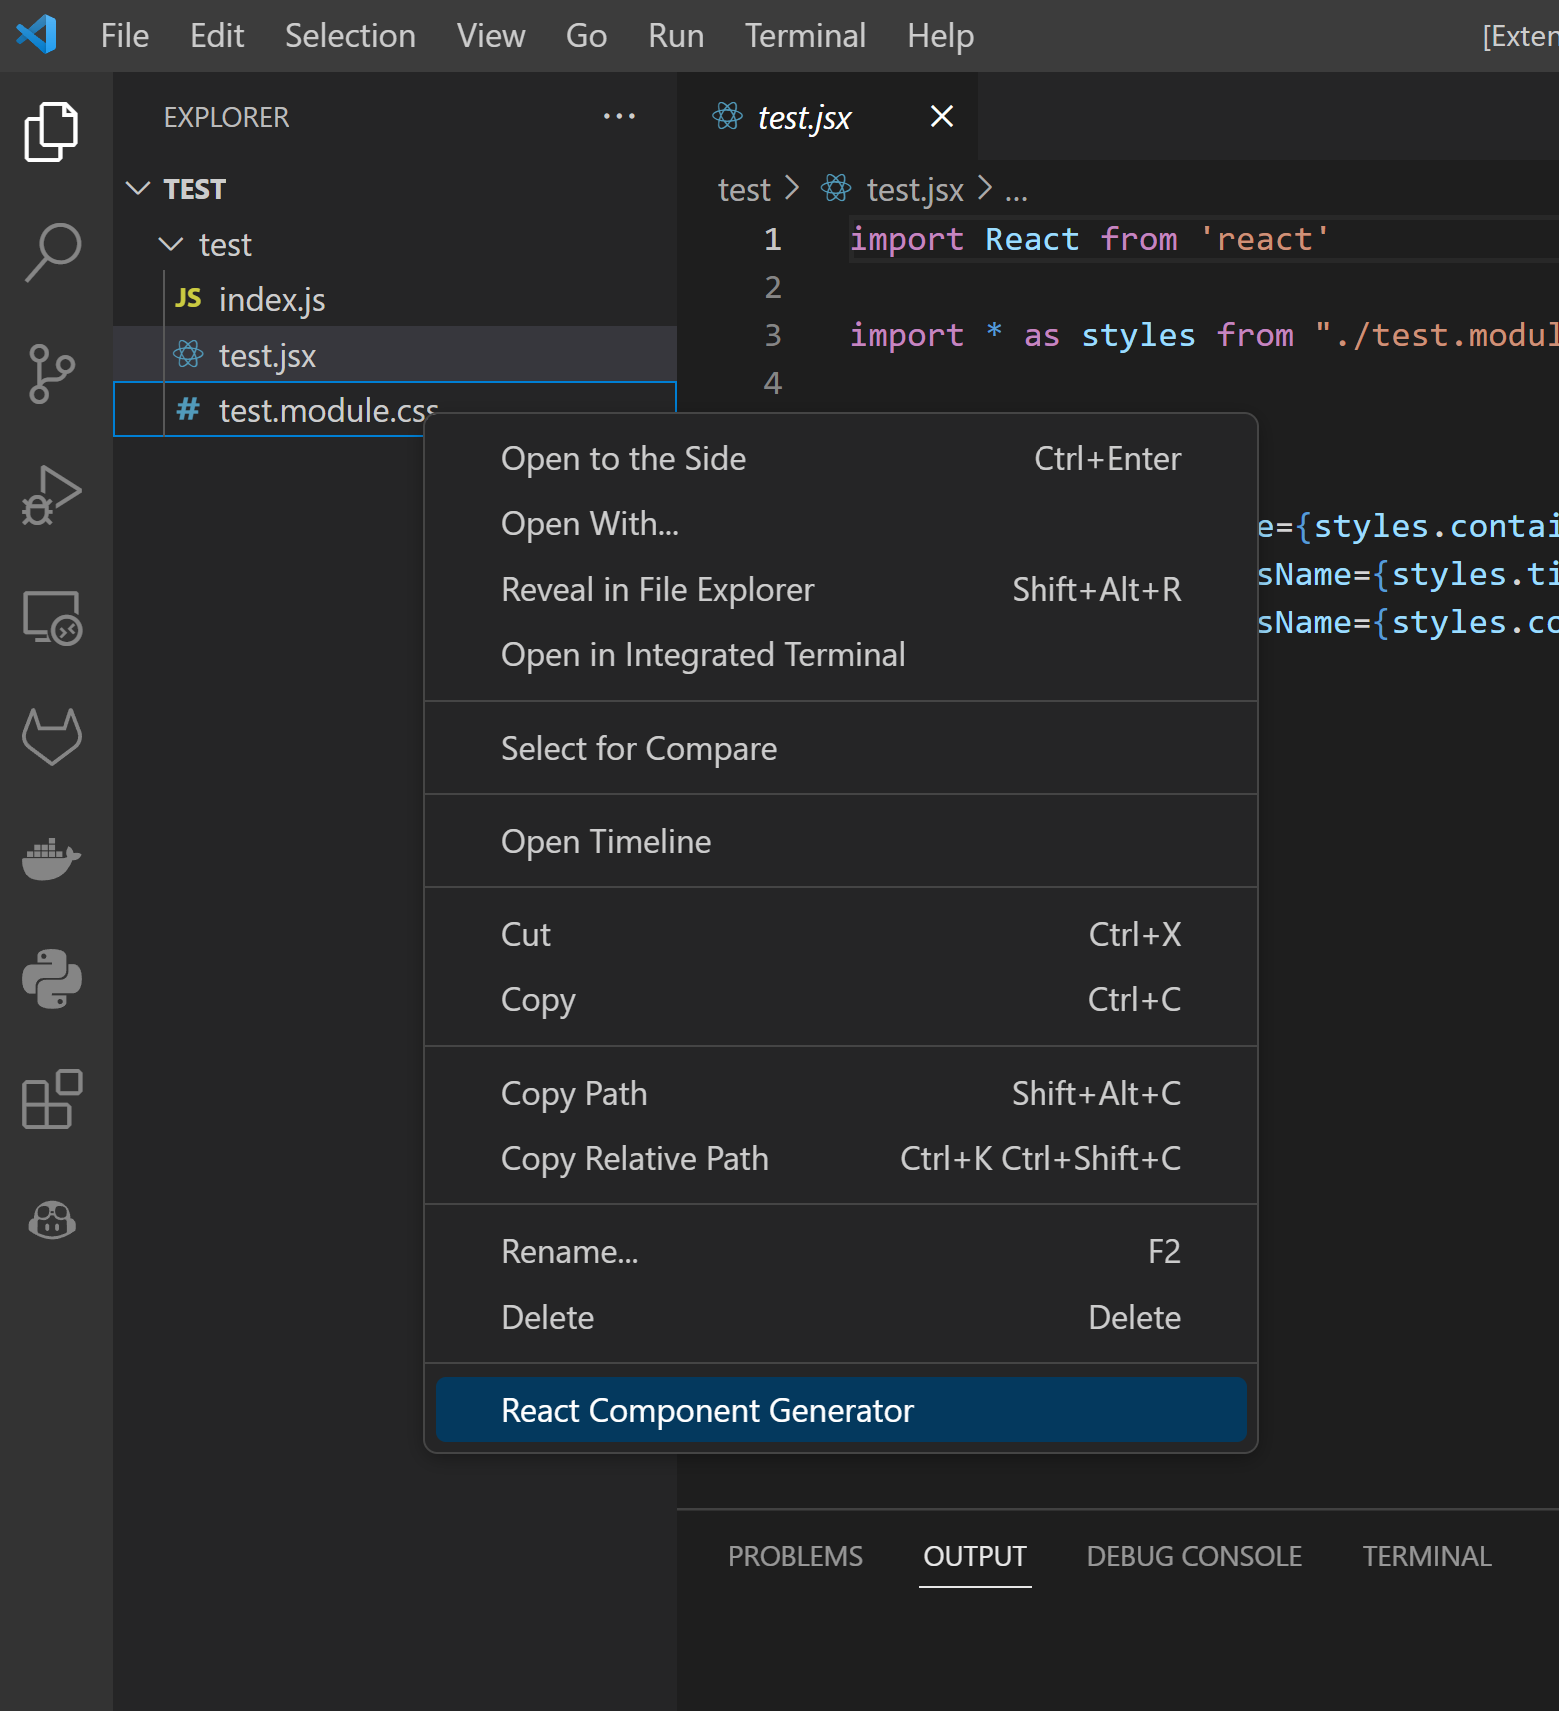 File Edit Selection View Go Run Terminal Help
[Exten
EXPLORER
TEST
test
JS index.js
test.jsx
# test.module.css
test.jsx
test > test.jsx > ...
1 import React from 'react'
2
3 import * as styles from "./test.modul
4
e={styles.contai
sName={styles.ti
sName={styles.co
Open to the Side Ctrl+Enter
Open With...
Reveal in File Explorer Shift+Alt+R
Open in Integrated Terminal
Select for Compare
Open Timeline
Cut Ctrl+X
Copy Ctrl+C
Copy Path Shift+Alt+C
Copy Relative Path Ctrl+K Ctrl+Shift+C
Rename... F2
Delete Delete
React Component Generator
PROBLEMS OUTPUT DEBUG CONSOLE TERMINAL